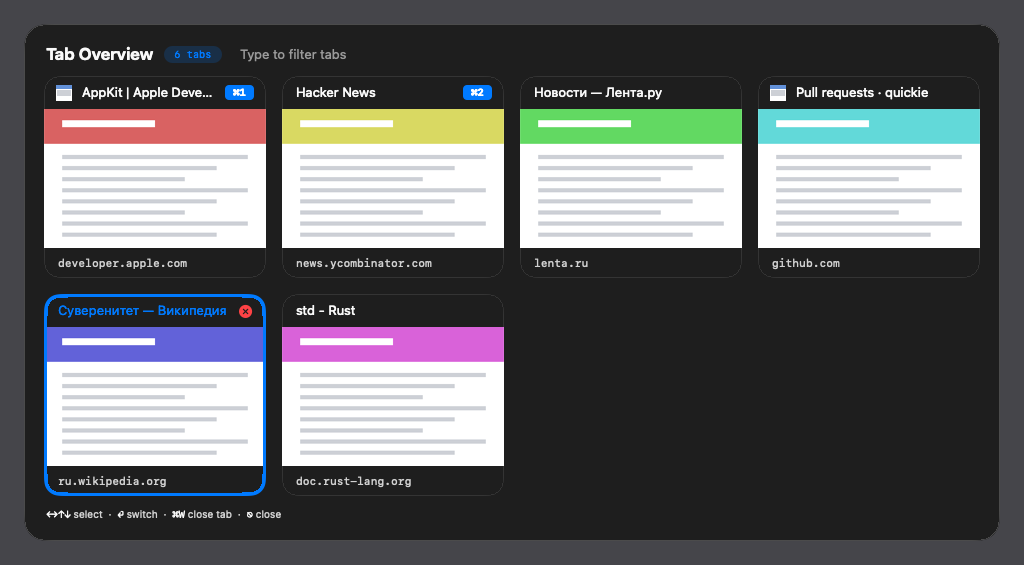 Tab Overview 6 tabs Type to filter tabs
AppKit | Apple Deve... ⌘1
Hacker News ⌘2
Новости — Лента.ру
Pull requests · quickie
developer.apple.com
news.ycombinator.com
lenta.ru
github.com
Суверенитет — Википедия
std - Rust
ru.wikipedia.org
doc.rust-lang.org
↔↑↓ select · ⏎ switch · ⌘W close tab · ⎋ close